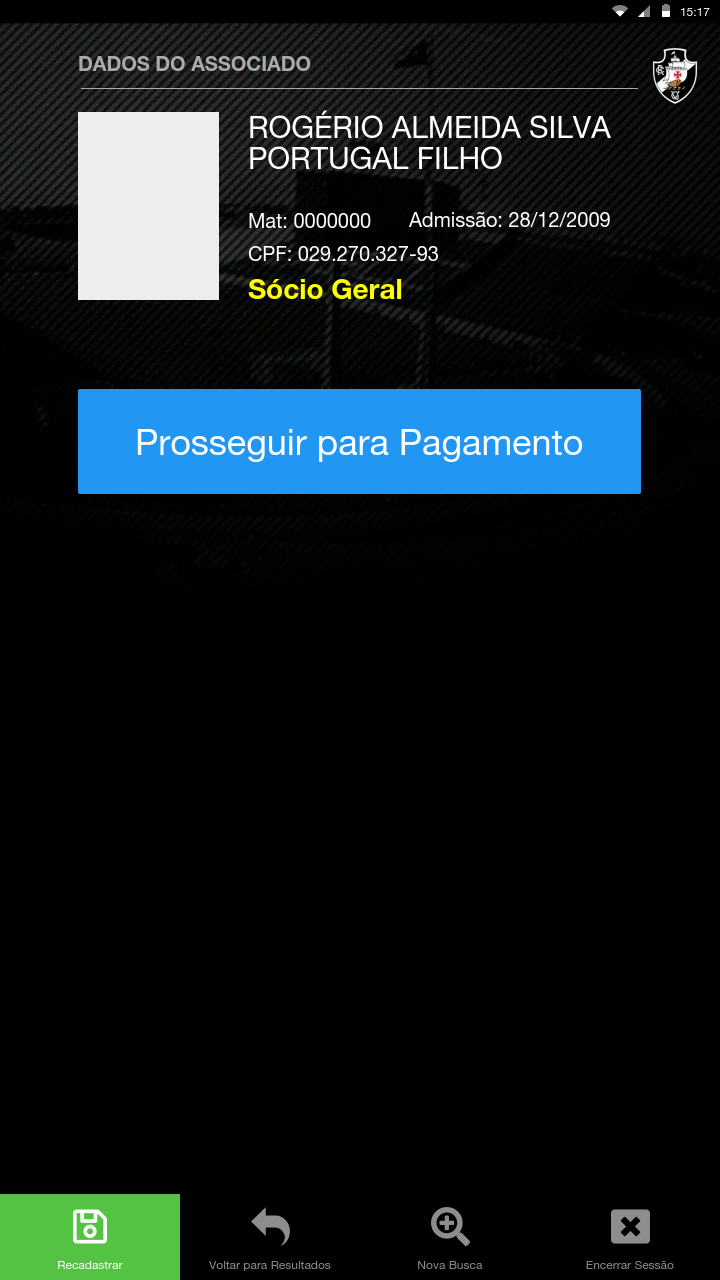 15:17
DADOS DO ASSOCIADO
ROGÉRIO ALMEIDA SILVA
PORTUGAL FILHO
Mat: 0000000 Admissão: 28/12/2009
CPF: 029.270.327-93
Sócio Geral
Prosseguir para Pagamento
Recadastrar Voltar para Resultados Nova Busca Encerrar Sessão